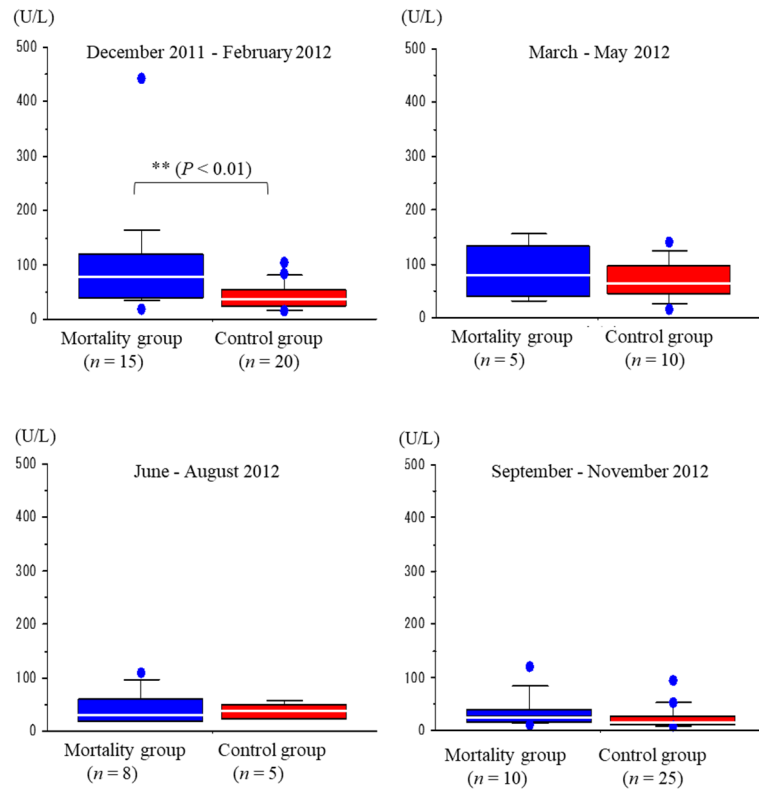 (U/L)
December 2011 - February 2012
500
400
300
200
100
0
** (P < 0.01)
Mortality group
(n = 15)
Control group
(n = 20)
(U/L)
March - May 2012
500
400
300
200
100
0
Mortality group
(n = 5)
Control group
(n = 10)
(U/L)
June - August 2012
500
400
300
200
100
0
Mortality group
(n = 8)
Control group
(n = 5)
(U/L)
September - November 2012
500
400
300
200
100
0
Mortality group
(n = 10)
Control group
(n = 25)